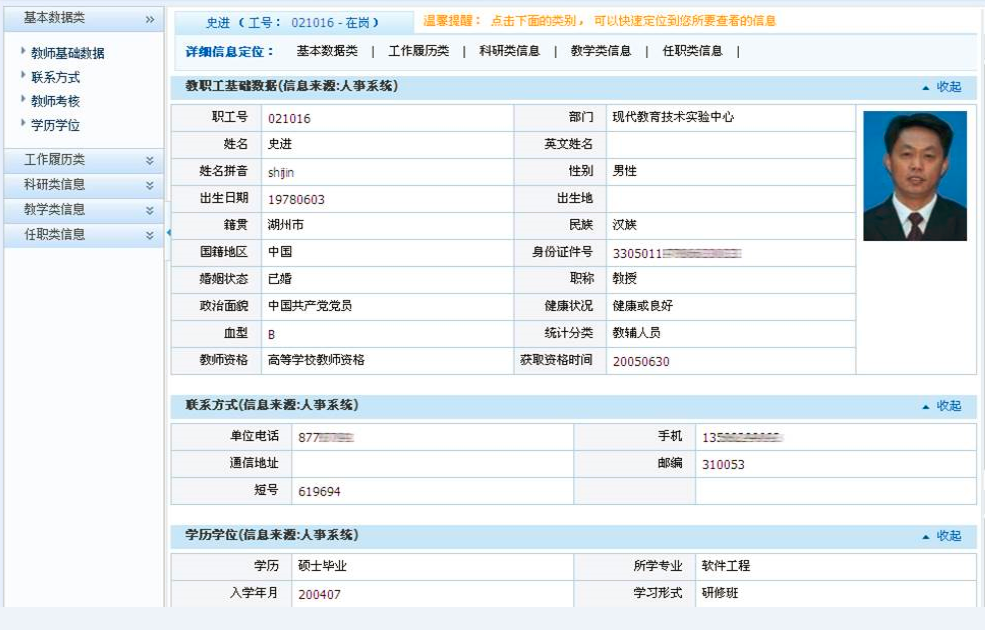 基本数据类
教师基础数据
联系方式
教师考核
学历学位
工作履历类
科研类信息
教学类信息
任职类信息
史进 (工号: 021016 - 在岗) 温馨提醒: 点击下面的类别, 可以快速定位到您所要查看的信息
详细信息定位: 基本数据类 | 工作履历类 | 科研类信息 | 教学类信息 | 任职类信息 |
教职工基础数据(信息来源:人事系统) 收起
职工号 021016 部门 现代教育技术实验中心
姓名 史进 英文姓名
姓名拼音 shijin 性别 男性
出生日期 19780603 出生地
籍贯 湖州市 民族 汉族
国籍地区 中国 身份证件号 3305011
婚姻状态 已婚 职称 教授
政治面貌 中国共产党党员 健康状况 健康或良好
血型 B 统计分类 教辅人员
教师资格 高等学校教师资格 获取资格时间 20050630
联系方式(信息来源:人事系统) 收起
单位电话 877 手机 135
通信地址 邮编 310053
短号 619694
学历学位(信息来源:人事系统) 收起
学历 硕士毕业 所学专业 软件工程
入学年月 200407 学习形式 研修班